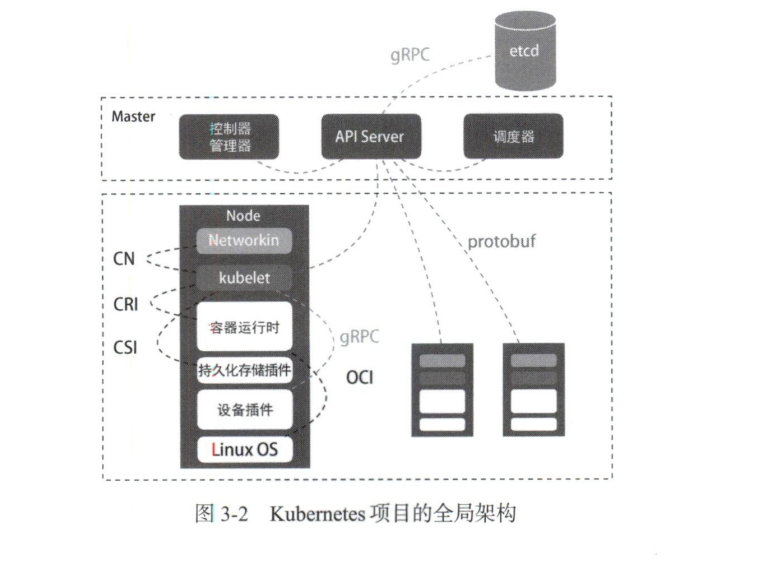 etcd
gRPC
Master
控制器
管理器
API Server
调度器
Node
Networkin
protobuf
CN
kubelet
CRI
容器运行时
gRPC
CSI
持久化存储插件
OCI
设备插件
Linux OS
图 3-2 Kubernetes 项目的全局架构